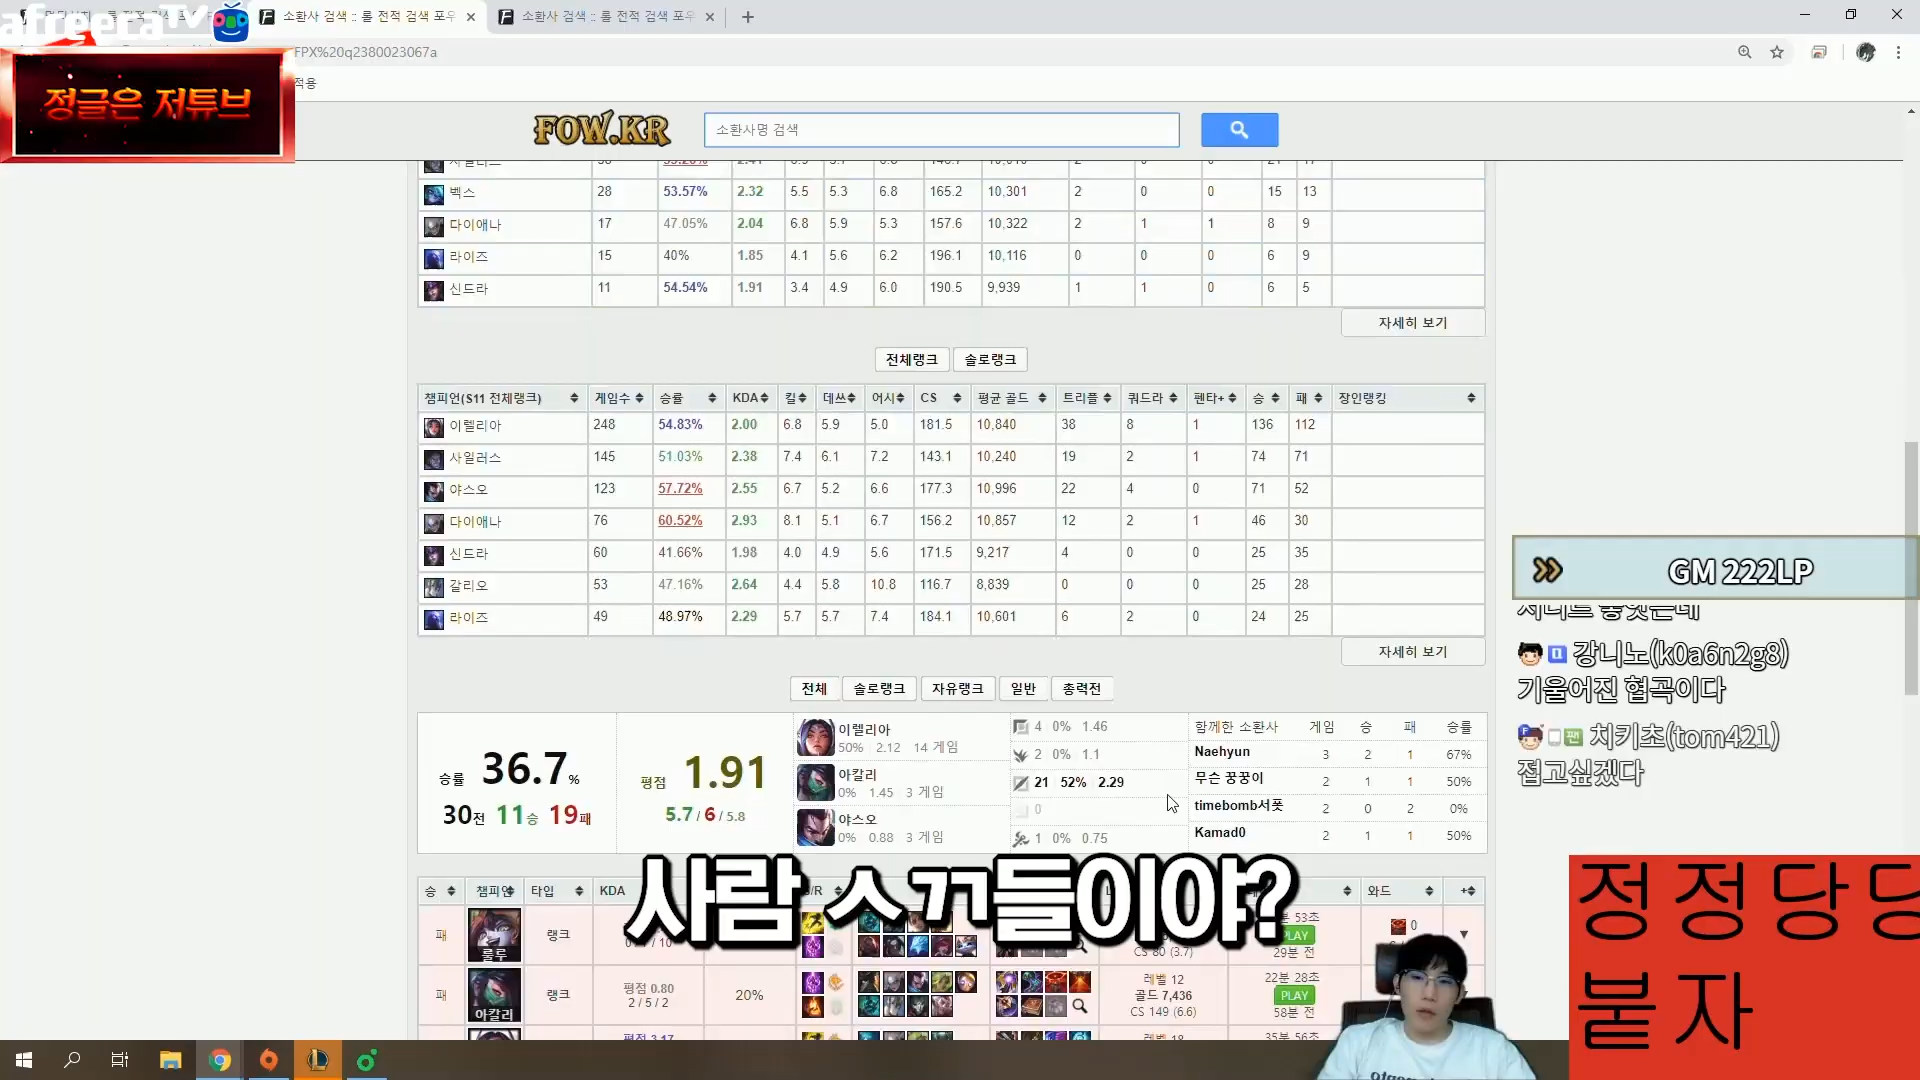 afreecaTV
소환사 검색 :: 롤 전적 검색 포우
소환사 검색 :: 롤 전적 검색 포우
FPX%20q2380023067a
적용
정글은 저튜브
FOW.KR
소환사명 검색
벡스 28 53.57% 2.32 5.5 5.3 6.8 165.2 10,301 2 0 0 15 13
다이애나 17 47.05% 2.04 6.8 5.9 5.3 157.6 10,322 2 1 1 8 9
라이즈 15 40% 1.85 4.1 5.6 6.2 196.1 10,116 0 0 0 6 9
신드라 11 54.54% 1.91 3.4 4.9 6.0 190.5 9,939 1 1 0 6 5
자세히 보기
전체랭크 솔로랭크
챔피언(S11 전체랭크) 게임수 승률 KDA 킬 데쓰 어시 CS 평균 골드 트리플 쿼드라 펜타+ 승 패 장인랭킹
이렐리아 248 54.83% 2.00 6.8 5.9 5.0 181.5 10,840 38 8 1 136 112
사일러스 145 51.03% 2.38 7.4 6.1 7.2 143.1 10,240 19 2 1 74 71
야스오 123 57.72% 2.55 6.7 5.2 6.6 177.3 10,996 22 4 0 71 52
다이애나 76 60.52% 2.93 8.1 5.1 6.7 156.2 10,857 12 2 1 46 30
신드라 60 41.66% 1.98 4.0 4.9 5.6 171.5 9,217 4 0 0 25 35
갈리오 53 47.16% 2.64 4.4 5.8 10.8 116.7 8,839 0 0 0 25 28
라이즈 49 48.97% 2.29 5.7 5.7 7.4 184.1 10,601 6 2 0 24 25
자세히 보기
전체 솔로랭크 자유랭크 일반 총력전
승률 36.7%
30전 11승 19패
평점 1.91
5.7 / 6 / 5.8
이렐리아
50% 2.12 14 게임
아칼리
0% 1.45 3 게임
야스오
0% 0.88 3 게임
4 0% 1.46
2 0% 1.1
21 52% 2.29
0
1 0% 0.75
함께한 소환사 게임 승 패 승률
Naehyun 3 2 1 67%
무슨 꿍꿍이 2 1 1 50%
timebomb서폿 2 0 2 0%
Kamad0 2 1 1 50%
GM 222LP
강니노(k0a6n2g8)
기울어진 협곡이다
치키초(tom421)
접고싶겠다
사람 ㅅㄲ들이야?
승 챔피언 타입 KDA 와드
패 룰루 랭크 / 10 CS 80 (3.7) 53초 PLAY 29분 전 0
패 아칼리 랭크 평점 0.80 2 / 5 / 2 20% 레벨 12 골드 7,436 CS 149 (6.6) 22분 28초 PLAY 58분 전
평점 3.17 레벨 18 35분 56초
정정당당
붙자